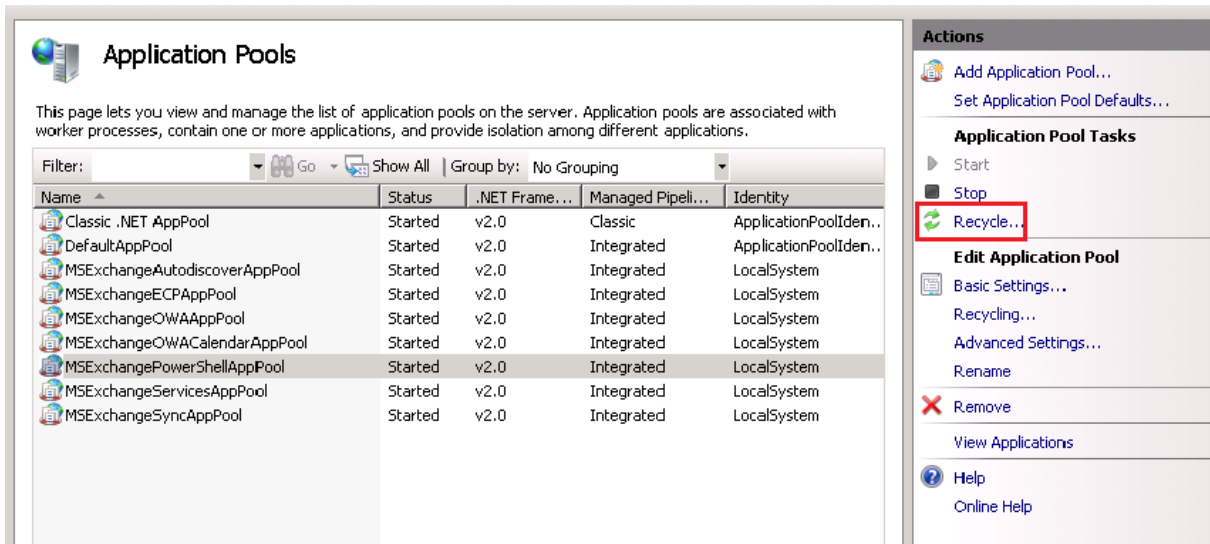 Application Pools
This page lets you view and manage the list of application pools on the server. Application pools are associated with
worker processes, contain one or more applications, and provide isolation among different applications.
Filter: Go Show All Group by: No Grouping
Name Status .NET Frame... Managed Pipeli... Identity
Classic .NET AppPool Started v2.0 Classic ApplicationPoolIden..
DefaultAppPool Started v2.0 Integrated ApplicationPoolIden..
MSExchangeAutodiscoverAppPool Started v2.0 Integrated LocalSystem
MSExchangeECPAppPool Started v2.0 Integrated LocalSystem
MSExchangeOWAAppPool Started v2.0 Integrated LocalSystem
MSExchangeOWACalendarAppPool Started v2.0 Integrated LocalSystem
MSExchangePowerShellAppPool Started v2.0 Integrated LocalSystem
MSExchangeServicesAppPool Started v2.0 Integrated LocalSystem
MSExchangeSyncAppPool Started v2.0 Integrated LocalSystem
Actions
Add Application Pool...
Set Application Pool Defaults...
Application Pool Tasks
Start
Stop
Recycle...
Edit Application Pool
Basic Settings...
Recycling...
Advanced Settings...
Rename
Remove
View Applications
Help
Online Help